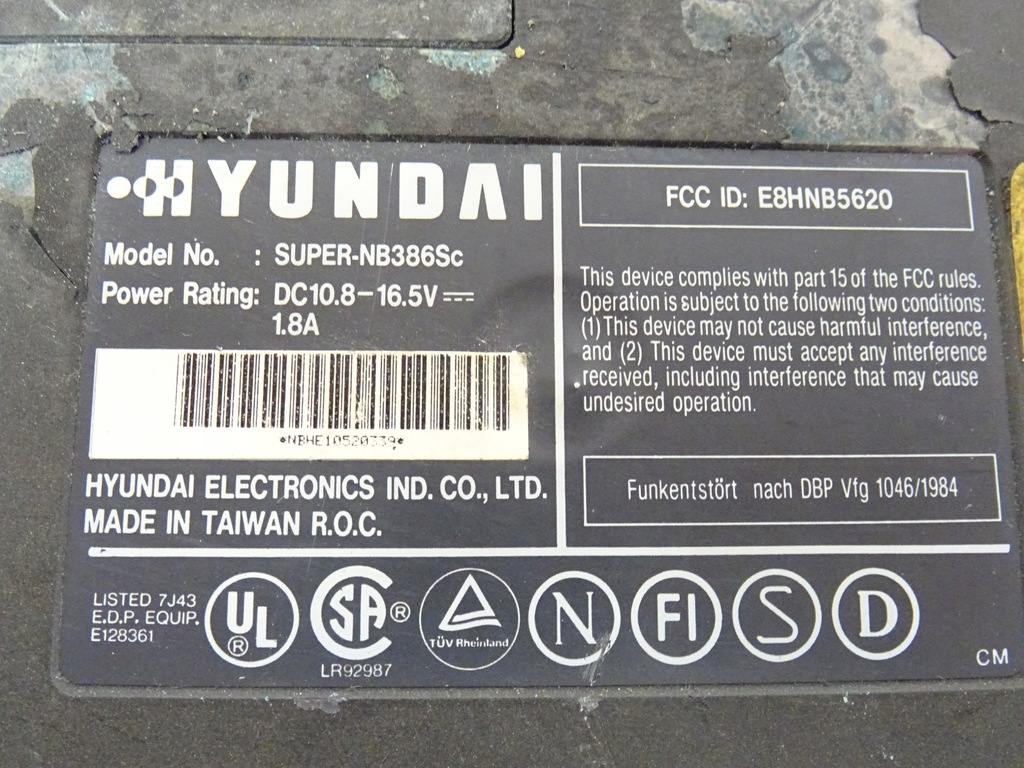 HYUNDAI
Model No. : SUPER-NB386Sc
Power Rating: DC10.8-16.5V
1.8A
*NBHE10520339*
HYUNDAI ELECTRONICS IND. CO., LTD.
MADE IN TAIWAN R.O.C.
FCC ID: E8HNB5620
This device complies with part 15 of the FCC rules.
Operation is subject to the following two conditions:
(1) This device may not cause harmful interference,
and (2) This device must accept any interference
received, including interference that may cause
undesired operation.
Funkentstört nach DBP Vfg 1046/1984
LISTED 7J43
E.D.P. EQUIP.
E128361
UL ®
SA ®
LR92987
TÜV Rheinland
N
FI
S
D
CM